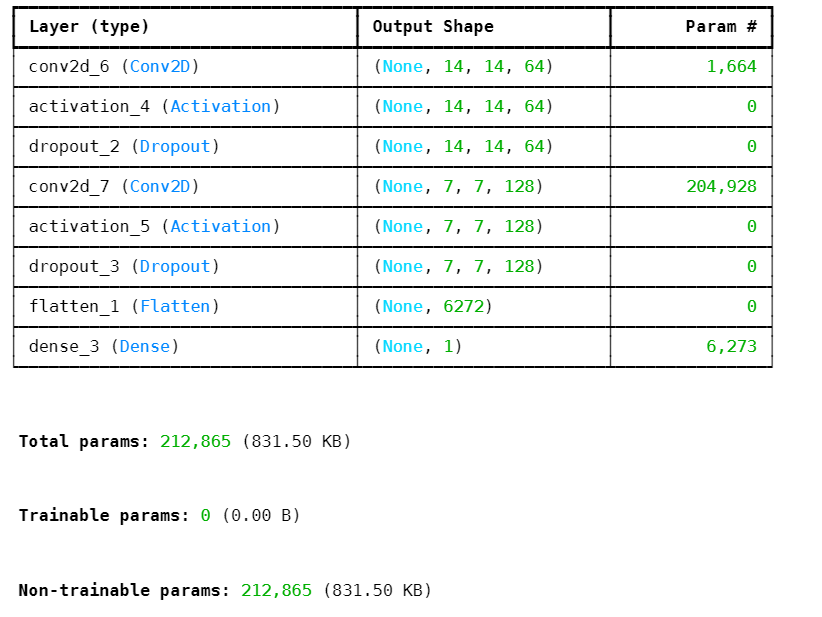 Layer (type) Output Shape Param #
conv2d_6 (Conv2D) (None, 14, 14, 64) 1,664
activation_4 (Activation) (None, 14, 14, 64) 0
dropout_2 (Dropout) (None, 14, 14, 64) 0
conv2d_7 (Conv2D) (None, 7, 7, 128) 204,928
activation_5 (Activation) (None, 7, 7, 128) 0
dropout_3 (Dropout) (None, 7, 7, 128) 0
flatten_1 (Flatten) (None, 6272) 0
dense_3 (Dense) (None, 1) 6,273
Total params: 212,865 (831.50 KB)
Trainable params: 0 (0.00 B)
Non-trainable params: 212,865 (831.50 KB)